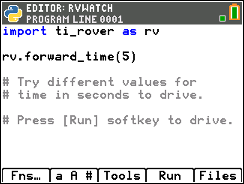 EDITOR: RVWATCH
PROGRAM LINE 0001
import ti_rover as rv
rv.forward_time(5)
# Try different values for
# time in seconds to drive.
# Press [Run] softkey to drive.
Fns… | a A # | Tools | Run | Files